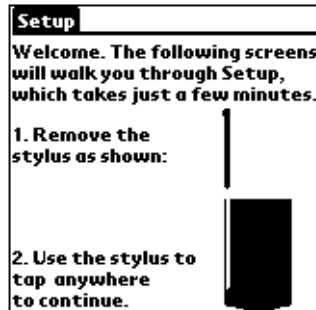 Setup
Welcome. The following screens
will walk you through Setup,
which takes just a few minutes.
1. Remove the
stylus as shown:
2. Use the stylus to
tap anywhere
to continue.